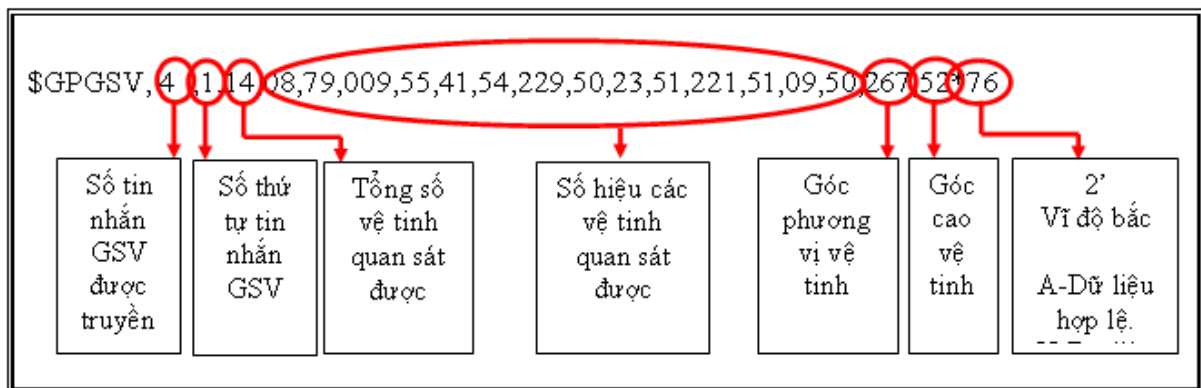 $GPGSV,4,1,14,08,79,009,55,41,54,229,50,23,51,221,51,09,50,267,52*76
Số tin
nhắn
GSV
được
truyền
Số thứ
tự tin
nhắn
GSV
Tổng số
vệ tinh
quan sát
được
Số hiệu các
vệ tinh
quan sát
được
Góc
phương
vị vệ
tinh
Góc
cao
vệ
tinh
2’
Vĩ độ bắc
A-Dữ liệu
hợp lệ.